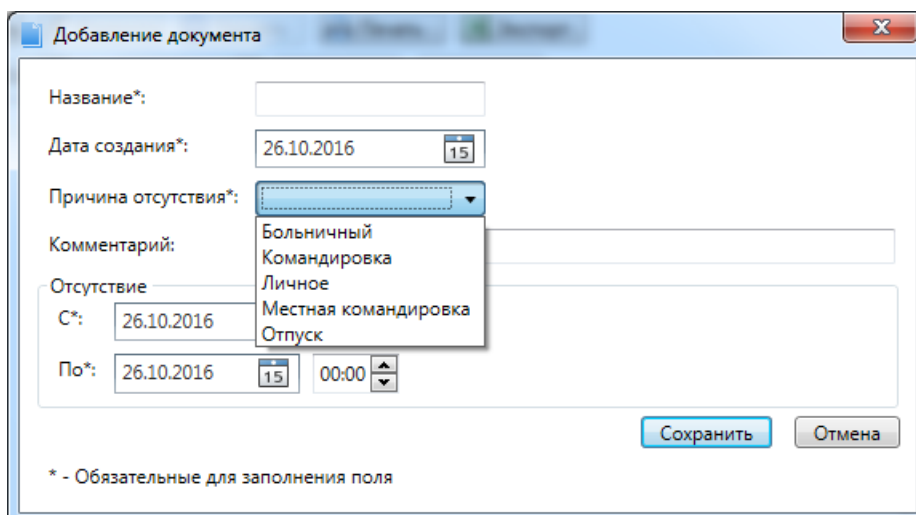 Добавление документа
Название*:
Дата создания*: 26.10.2016 15
Причина отсутствия*:
Больничный
Командировка
Личное
Местная командировка
Отпуск
Комментарий:
Отсутствие
С*: 26.10.2016
По*: 26.10.2016 15 00:00
Сохранить Отмена
* - Обязательные для заполнения поля